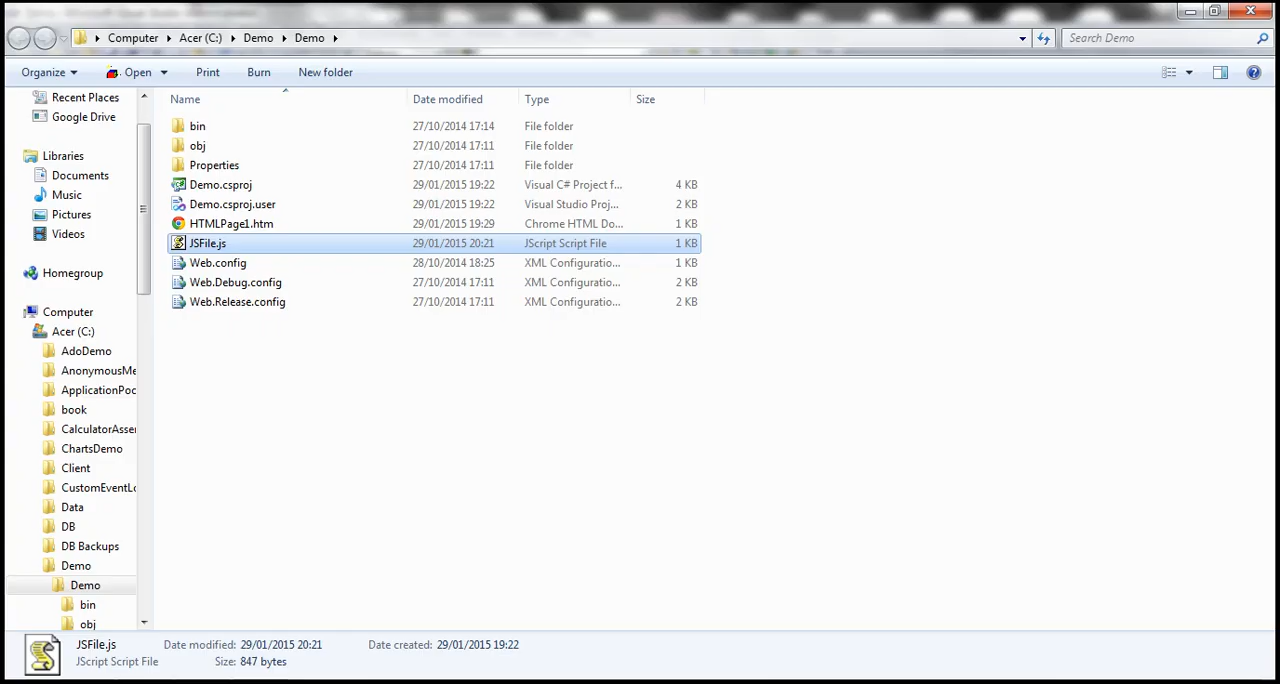 Computer Acer (C:) Demo Demo Search Demo
Organize Open Print Burn New folder
Recent Places
Google Drive
Libraries
Documents
Music
Pictures
Videos
Homegroup
Computer
Acer (C:)
AdoDemo
AnonymousMe
ApplicationPoc
book
CalculatorAsser
ChartsDemo
Client
CustomEventLo
Data
DB
DB Backups
Demo
Demo
bin
obj
Name Date modified Type Size
bin 27/10/2014 17:14 File folder
obj 27/10/2014 17:11 File folder
Properties 27/10/2014 17:11 File folder
Demo.csproj 29/01/2015 19:22 Visual C# Project f... 4 KB
Demo.csproj.user 29/01/2015 19:22 Visual Studio Proj... 2 KB
HTMLPage1.htm 29/01/2015 19:29 Chrome HTML Do... 1 KB
JSFile.js 29/01/2015 20:21 JScript Script File 1 KB
Web.config 28/10/2014 18:25 XML Configuratio... 1 KB
Web.Debug.config 27/10/2014 17:11 XML Configuratio... 2 KB
Web.Release.config 27/10/2014 17:11 XML Configuratio... 2 KB
JSFile.js Date modified: 29/01/2015 20:21 Date created: 29/01/2015 19:22
JScript Script File Size: 847 bytes